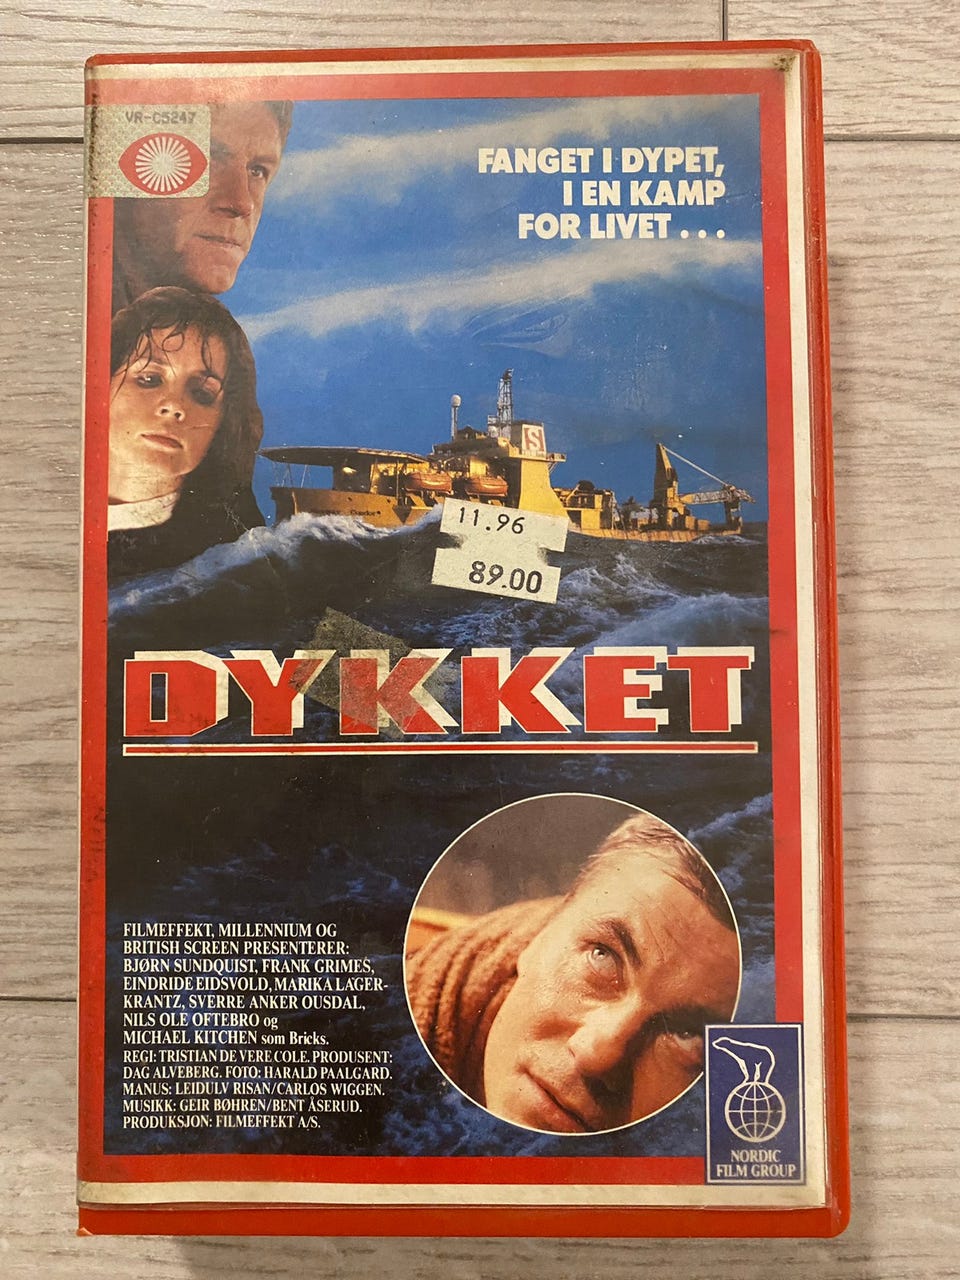 VR-C5247
FANGET I DYPET,
I EN KAMP
FOR LIVET...
S
11.96
89.00
DYKKET
FILMEFFEKT, MILLENNIUM OG
BRITISH SCREEN PRESENTERER:
BJØRN SUNDQUIST, FRANK GRIMES,
EINDRIDE EIDSVOLD, MARIKA LAGER-
KRANTZ, SVERRE ANKER OUSDAL,
NILS OLE OFTEBRO og
MICHAEL KITCHEN som Bricks.
REGI: TRISTIAN DE VERE COLE. PRODUSENT:
DAG ALVEBERG. FOTO: HARALD PAALGARD.
MANUS: LEIDULV RISAN/CARLOS WIGGEN.
MUSIKK: GEIR BØHREN/BENT ÅSERUD.
PRODUKSJON: FILMEFFEKT A/S.
NORDIC
FILM GROUP